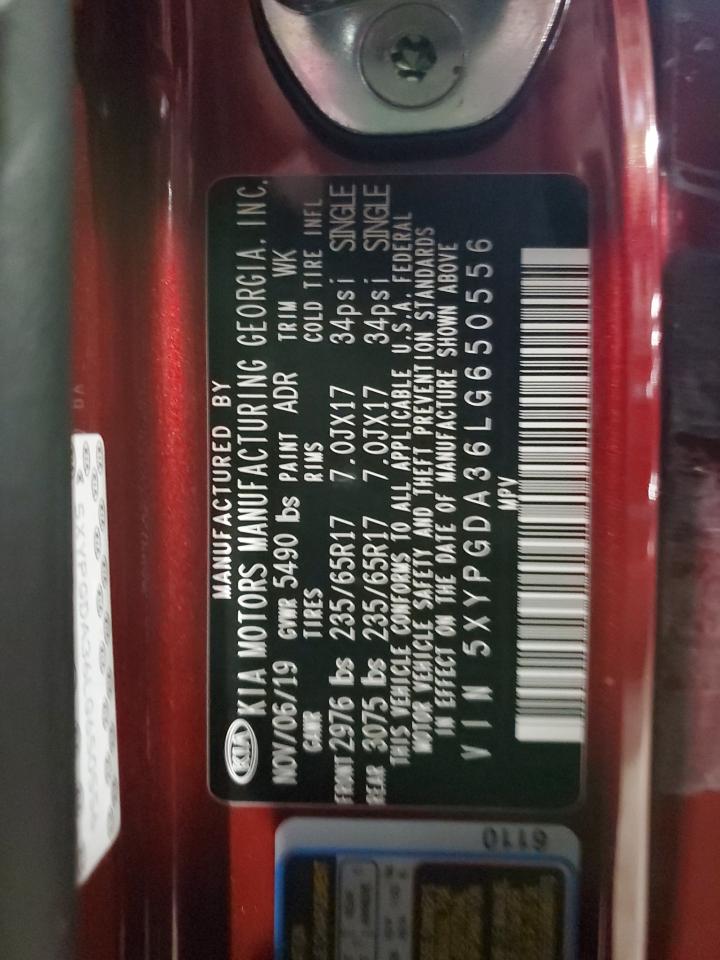 MANUFACTURED BY
KIA KIA MOTORS MANUFACTURING GEORGIA, INC.
NOV/06/19 GVWR 5490 lbs PAINT ADR TRIM WK
GAWR TIRES RIMS COLD TIRE INFL
FRONT 2976 lbs 235/65R17 7.0JX17 34psi SINGLE
REAR 3075 lbs 235/65R17 7.0JX17 34psi SINGLE
THIS VEHICLE CONFORMS TO ALL APPLICABLE U.S.A. FEDERAL
MOTOR VEHICLE SAFETY AND THEFT PREVENTION STANDARDS
IN EFFECT ON THE DATE OF MANUFACTURE SHOWN ABOVE
VIN 5XYPGDA36LG650556
MPV
6110